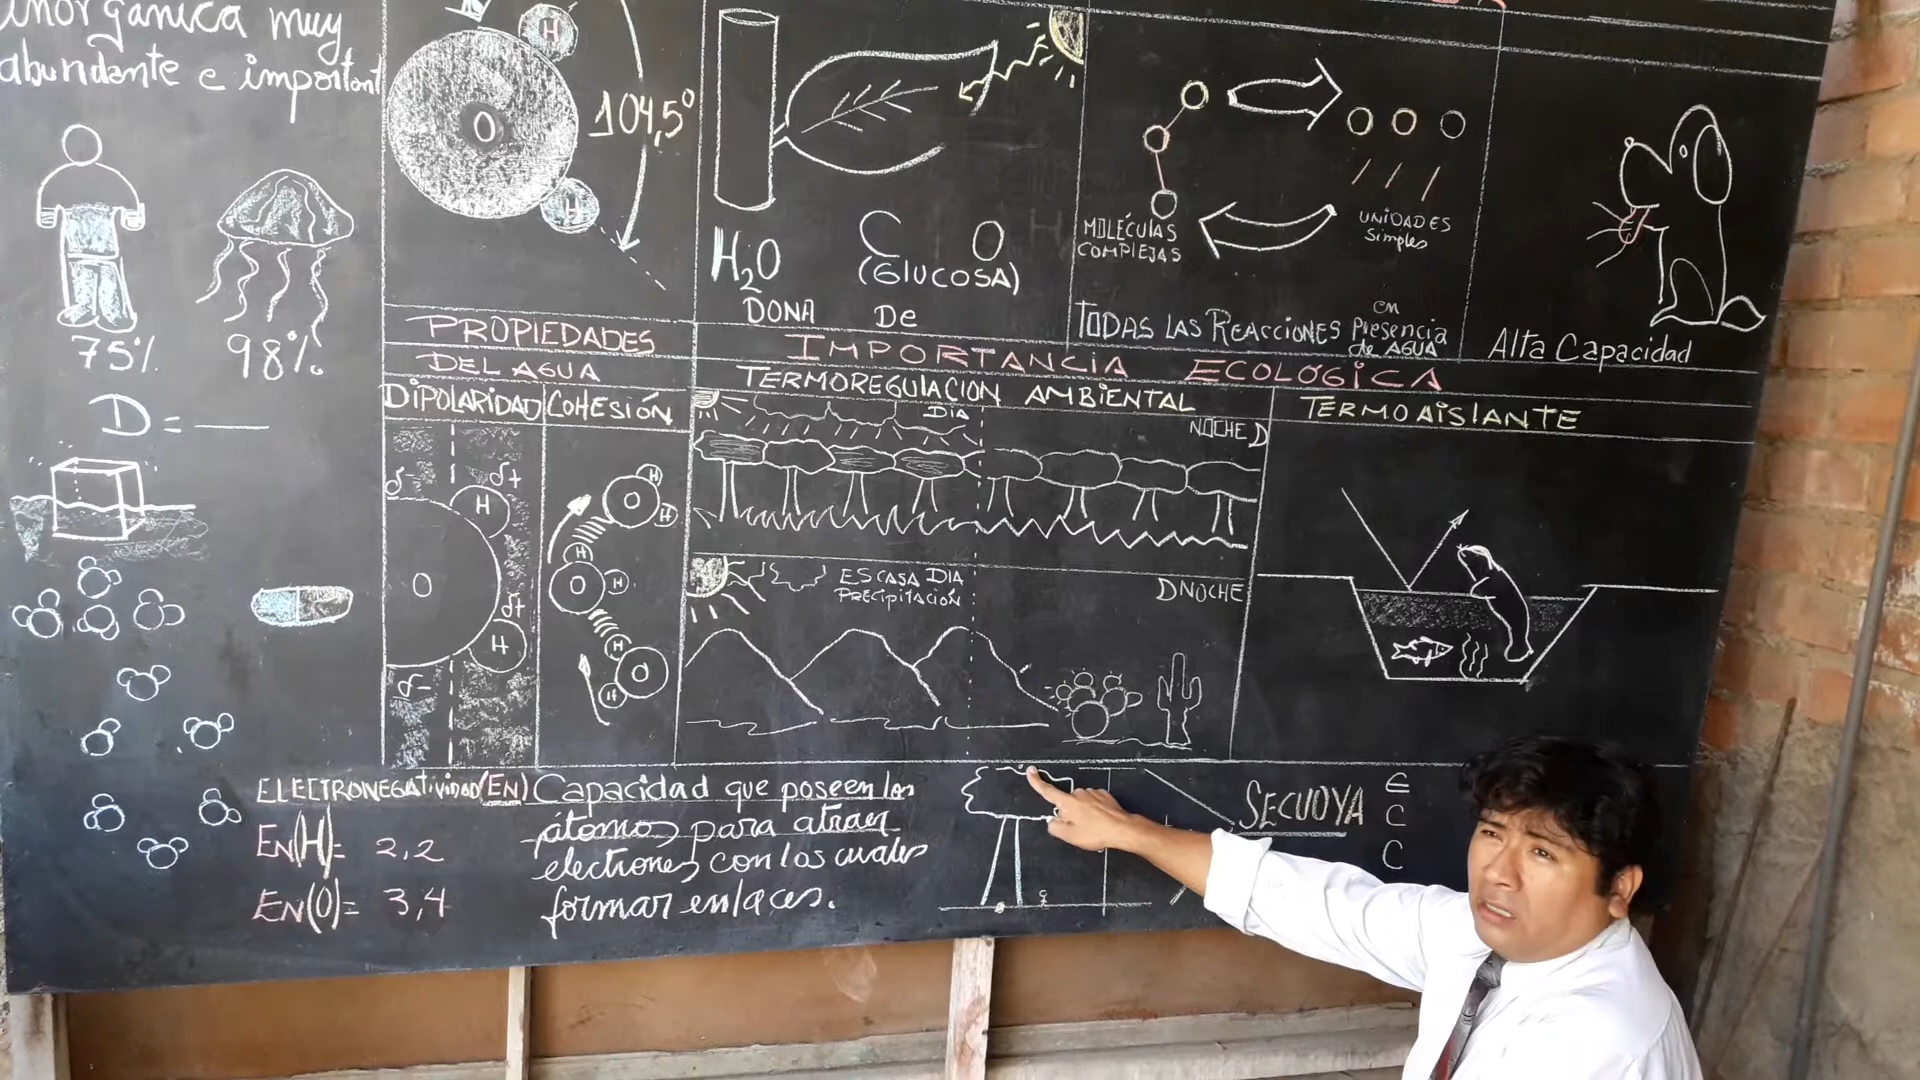 inorgánica muy
abundante e important
75%
98%
D =
H
O
H
104,5°
H2O
DONA
C O
(GlUCOSA)
De
MOLÉCUlAS
COMPlEJAS
UNIDADES
Simples
TODAS LAS REACCIONES en Presencia de AGUA
Alta Capacidad
PROPIEDADES
DEL AGUA
DIPOLARIDAD
COHESIÓN
δ- δ+
H
O
δ+
H
δ-
H
O
H
H
O
H
H
O
H
IMPORTANCIA ECOLÓGICA
TERMOREGULACION AMBIENTAL
DIA
NOCHE D
ESCASA DIA
PRECIPITACIÓN
D NOCHE
TERMOAISlANTE
ELECTRONEGATIVIDAD (EN)
EN(H)= 2,2
EN(O)= 3,4
Capacidad que poseen los
átomos para atraer
electrones con los cuales
formar enlaces.
SECUOYA
E
C
C